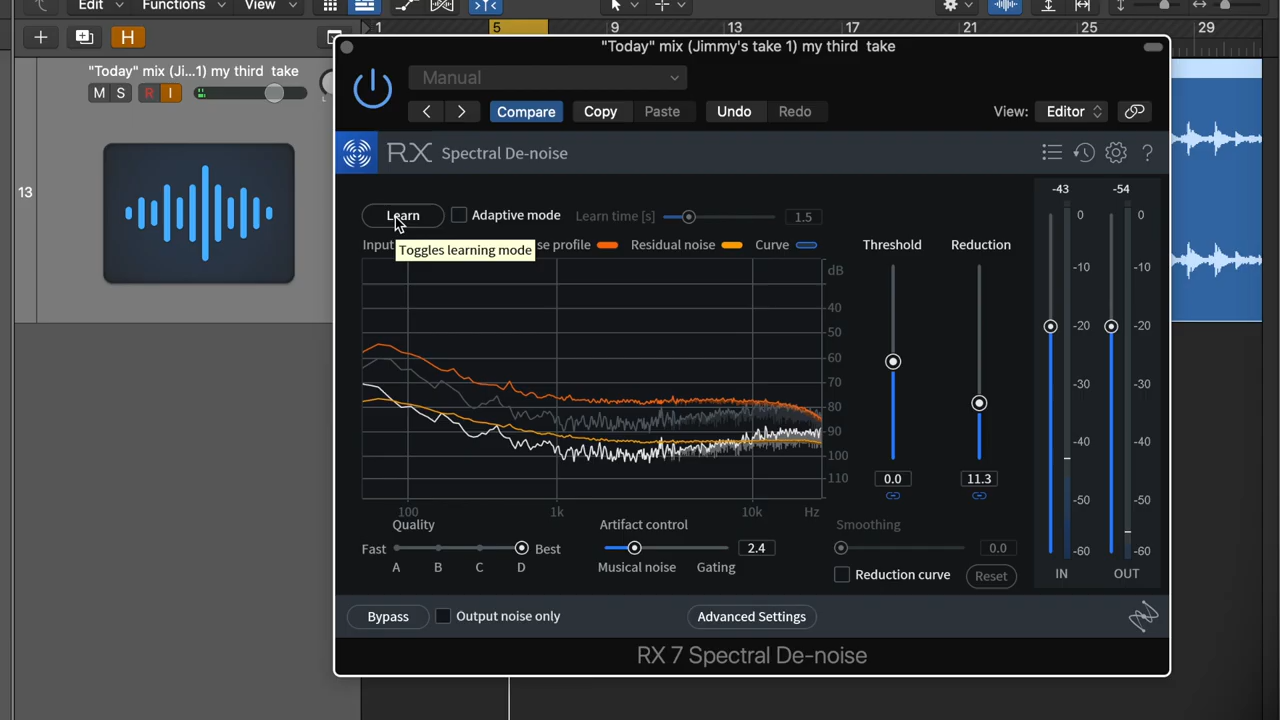 Edit Functions View
1 5 9 13 17 21 25 29
H
"Today" mix (Jimmy's take 1) my third take
"Today" mix (Ji...1) my third take
M S R I
13
Manual
Compare Copy Paste Undo Redo View: Editor
RX Spectral De-noise ?
Learn Adaptive mode Learn time [s] 1.5
Toggles learning mode
Input se profile Residual noise Curve Threshold Reduction
-43 -54
dB
-40
-50
-60
-70
-80
-90
-100
-110
100 1k 10k Hz
0.0 11.3
0 0
-10 -10
-20 -20
-30 -30
-40 -40
-50 -50
-60 -60
IN OUT
Quality Artifact control Smoothing
Fast Best 2.4 0.0
A B C D Musical noise Gating
Reduction curve Reset
Bypass Output noise only Advanced Settings
RX 7 Spectral De-noise